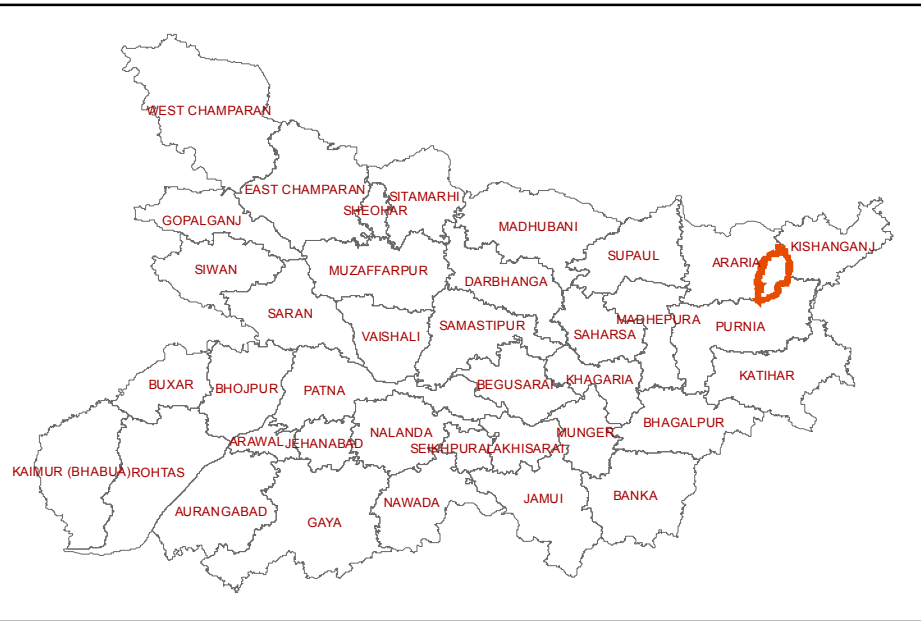 WEST CHAMPARAN
EAST CHAMPARAN
SITAMARHI
SHEOHAR
GOPALGANJ
MADHUBANI
SIWAN
MUZAFFARPUR
DARBHANGA
SUPAUL
ARARIA
KISHANGANJ
SARAN
VAISHALI
SAMASTIPUR
SAHARSA
MADHEPURA
PURNIA
BUXAR
BHOJPUR
PATNA
BEGUSARAI
KHAGARIA
KATIHAR
ARAWAL
JEHANABAD
NALANDA
SEIKHPURA
LAKHISARAI
MUNGER
BHAGALPUR
KAIMUR (BHABUA)
ROHTAS
AURANGABAD
GAYA
NAWADA
JAMUI
BANKA